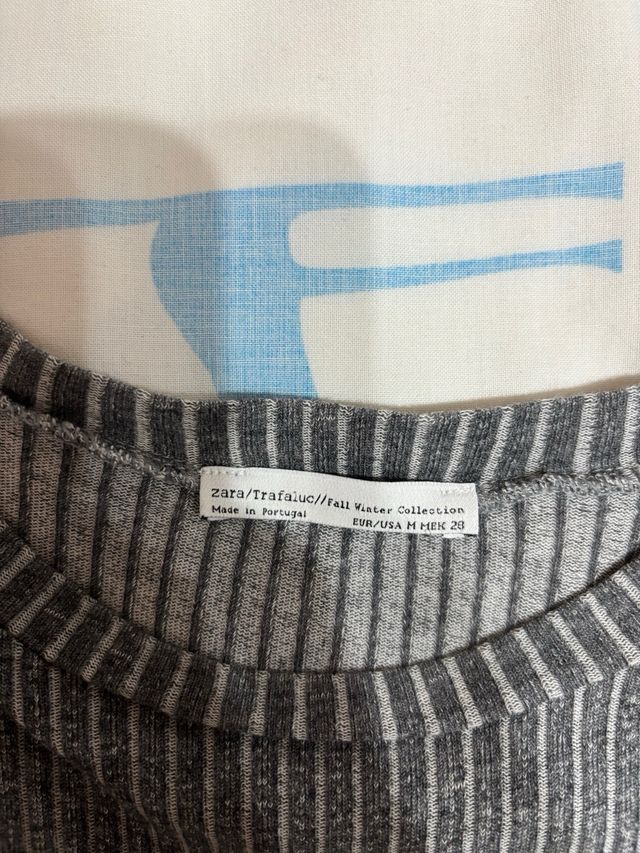 zara/Trafaluc//Fall Winter Collection
Made in Portugal EUR/USA M MEX 28